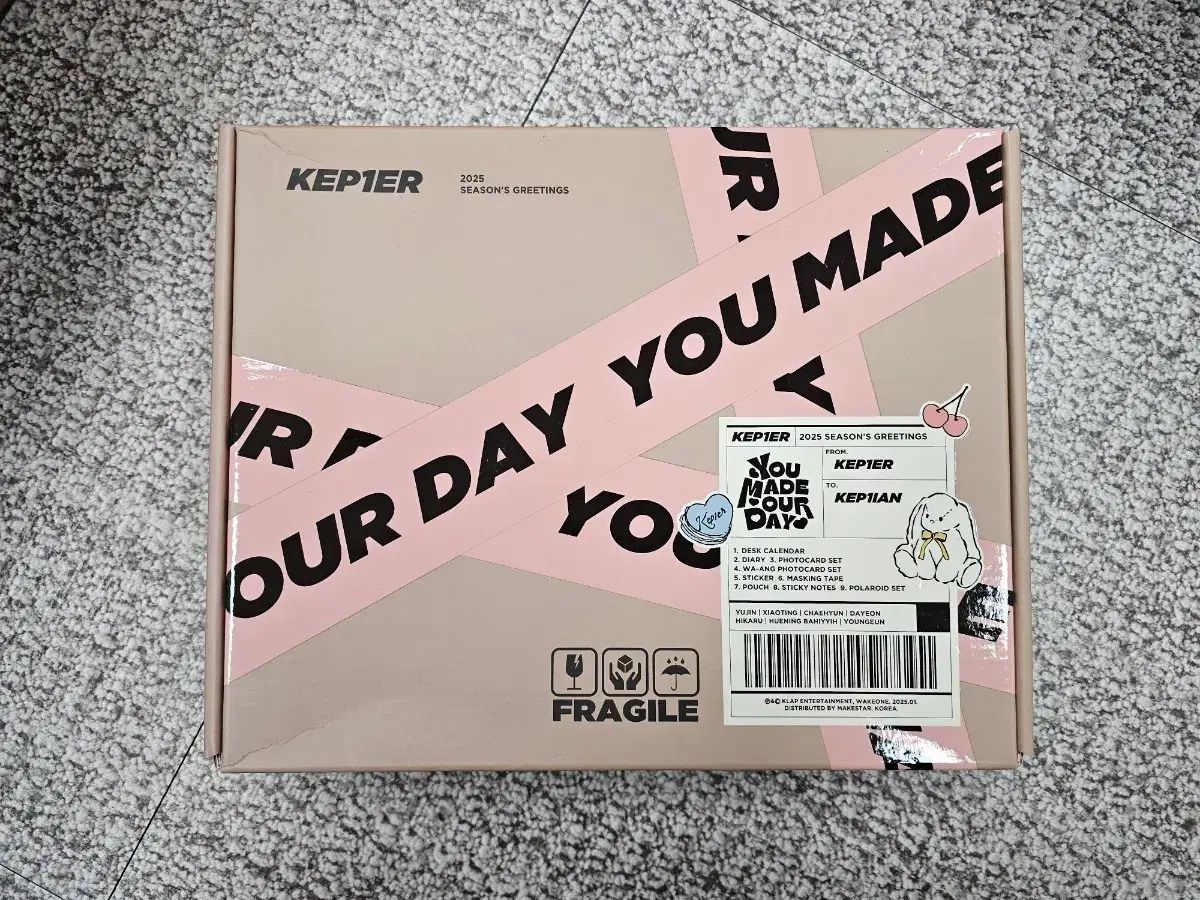 KEP1ER
2025
SEASON'S GREETINGS
OUR DAY YOU MADE
UR
YOU
KEP1ER 2025 SEASON'S GREETINGS
YOU
MADE
OUR
DAY
FROM.
KEP1ER
TO.
KEP1IAN
Kep1er
1. DESK CALENDAR
2. DIARY 3. PHOTOCARD SET
4. WA-ANG PHOTOCARD SET
5. STICKER 6. MASKING TAPE
7. POUCH 8. STICKY NOTES 9. POLAROID SET
YUJIN | XIAOTING | CHAEHYUN | DAYEON
HIKARU | HUENING BAHIYYIH | YOUNGEUN
℗&© KLAP ENTERTAINMENT, WAKEONE. 2025.01.
DISTRIBUTED BY MAKESTAR. KOREA.
FRAGILE